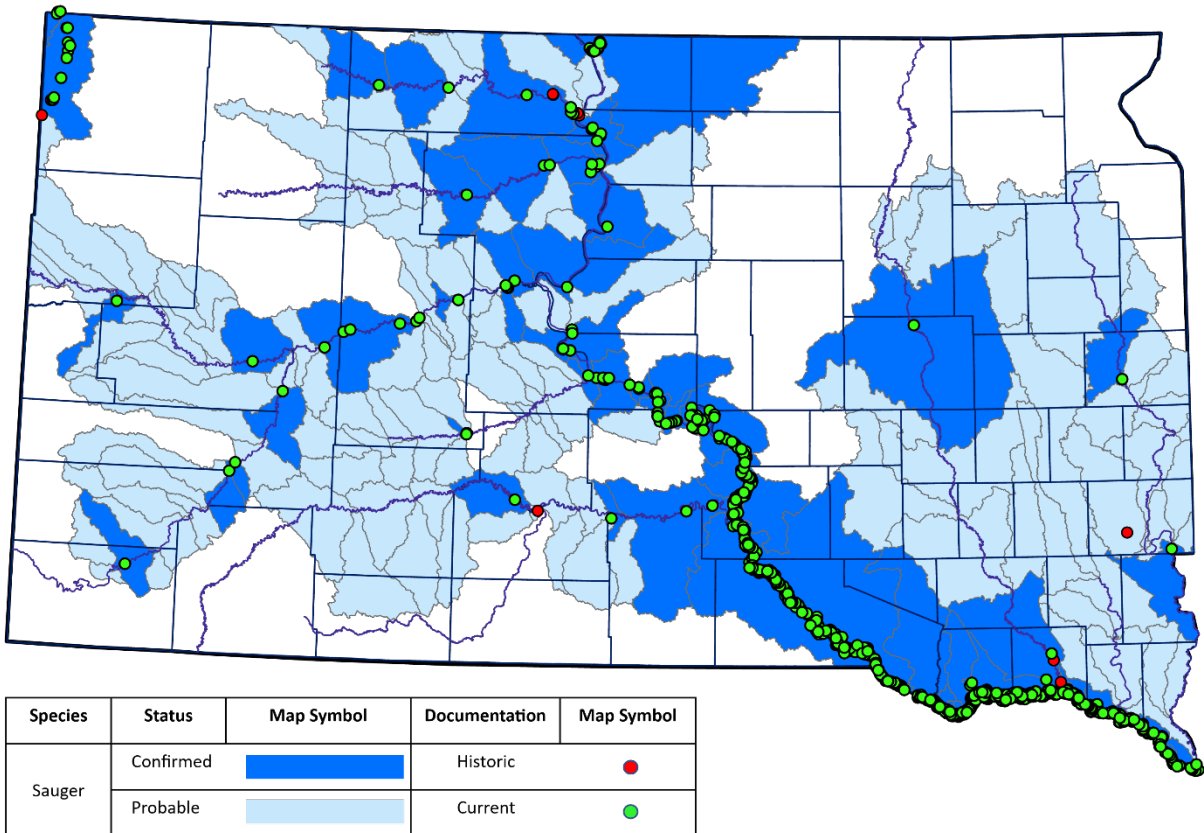 Species Status Map Symbol Documentation Map Symbol
Sauger
Confirmed Historic
Probable Current